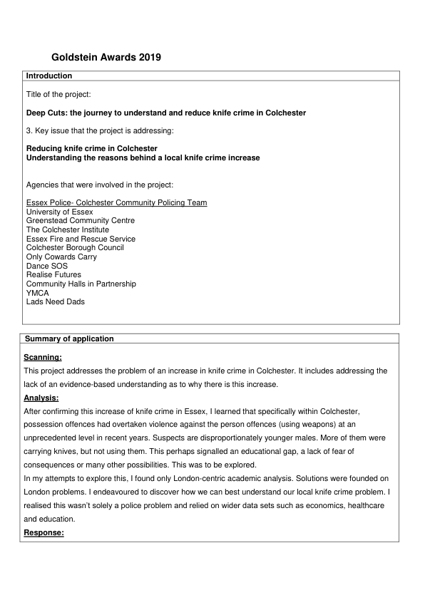 Goldstein Awards 2019
Introduction
Title of the project:
Deep Cuts: the journey to understand and reduce knife crime in Colchester
3. Key issue that the project is addressing:
Reducing knife crime in Colchester
Understanding the reasons behind a local knife crime increase
Agencies that were involved in the project:
Essex Police- Colchester Community Policing Team
University of Essex
Greenstead Community Centre
The Colchester Institute
Essex Fire and Rescue Service
Colchester Borough Council
Only Cowards Carry
Dance SOS
Realise Futures
Community Halls in Partnership
YMCA
Lads Need Dads
Summary of application
Scanning:
This project addresses the problem of an increase in knife crime in Colchester. It includes addressing the
lack of an evidence-based understanding as to why there is this increase.
Analysis:
After confirming this increase of knife crime in Essex, I learned that specifically within Colchester,
possession offences had overtaken violence against the person offences (using weapons) at an
unprecedented level in recent years. Suspects are disproportionately younger males. More of them were
carrying knives, but not using them. This perhaps signalled an educational gap, a lack of fear of
consequences or many other possibilities. This was to be explored.
In my attempts to explore this, I found only London-centric academic analysis. Solutions were founded on
London problems. I endeavoured to discover how we can best understand our local knife crime problem. I
realised this wasn't solely a police problem and relied on wider data sets such as economics, healthcare
and education.
Response: